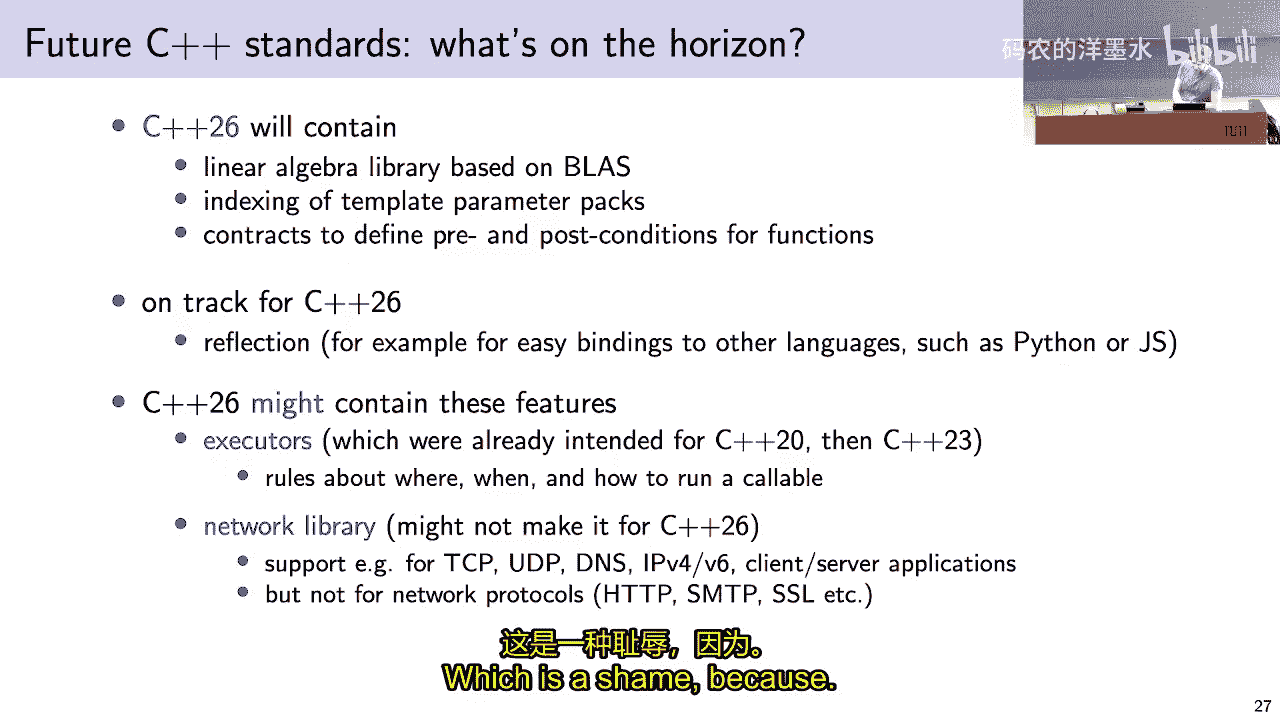 Future C++ standards: what's on the horizon?
码农的洋墨水 bilibili
• C++26 will contain
• linear algebra library based on BLAS
• indexing of template parameter packs
• contracts to define pre- and post-conditions for functions
• on track for C++26
• reflection (for example for easy bindings to other languages, such as Python or JS)
• C++26 might contain these features
• executors (which were already intended for C++20, then C++23)
• rules about where, when, and how to run a callable
• network library (might not make it for C++26)
• support e.g. for TCP, UDP, DNS, IPv4/v6, client/server applications
• but not for network protocols (HTTP, SMTP, SSL etc.)
这是一种耻辱，因为。
Which is a shame, because.
27